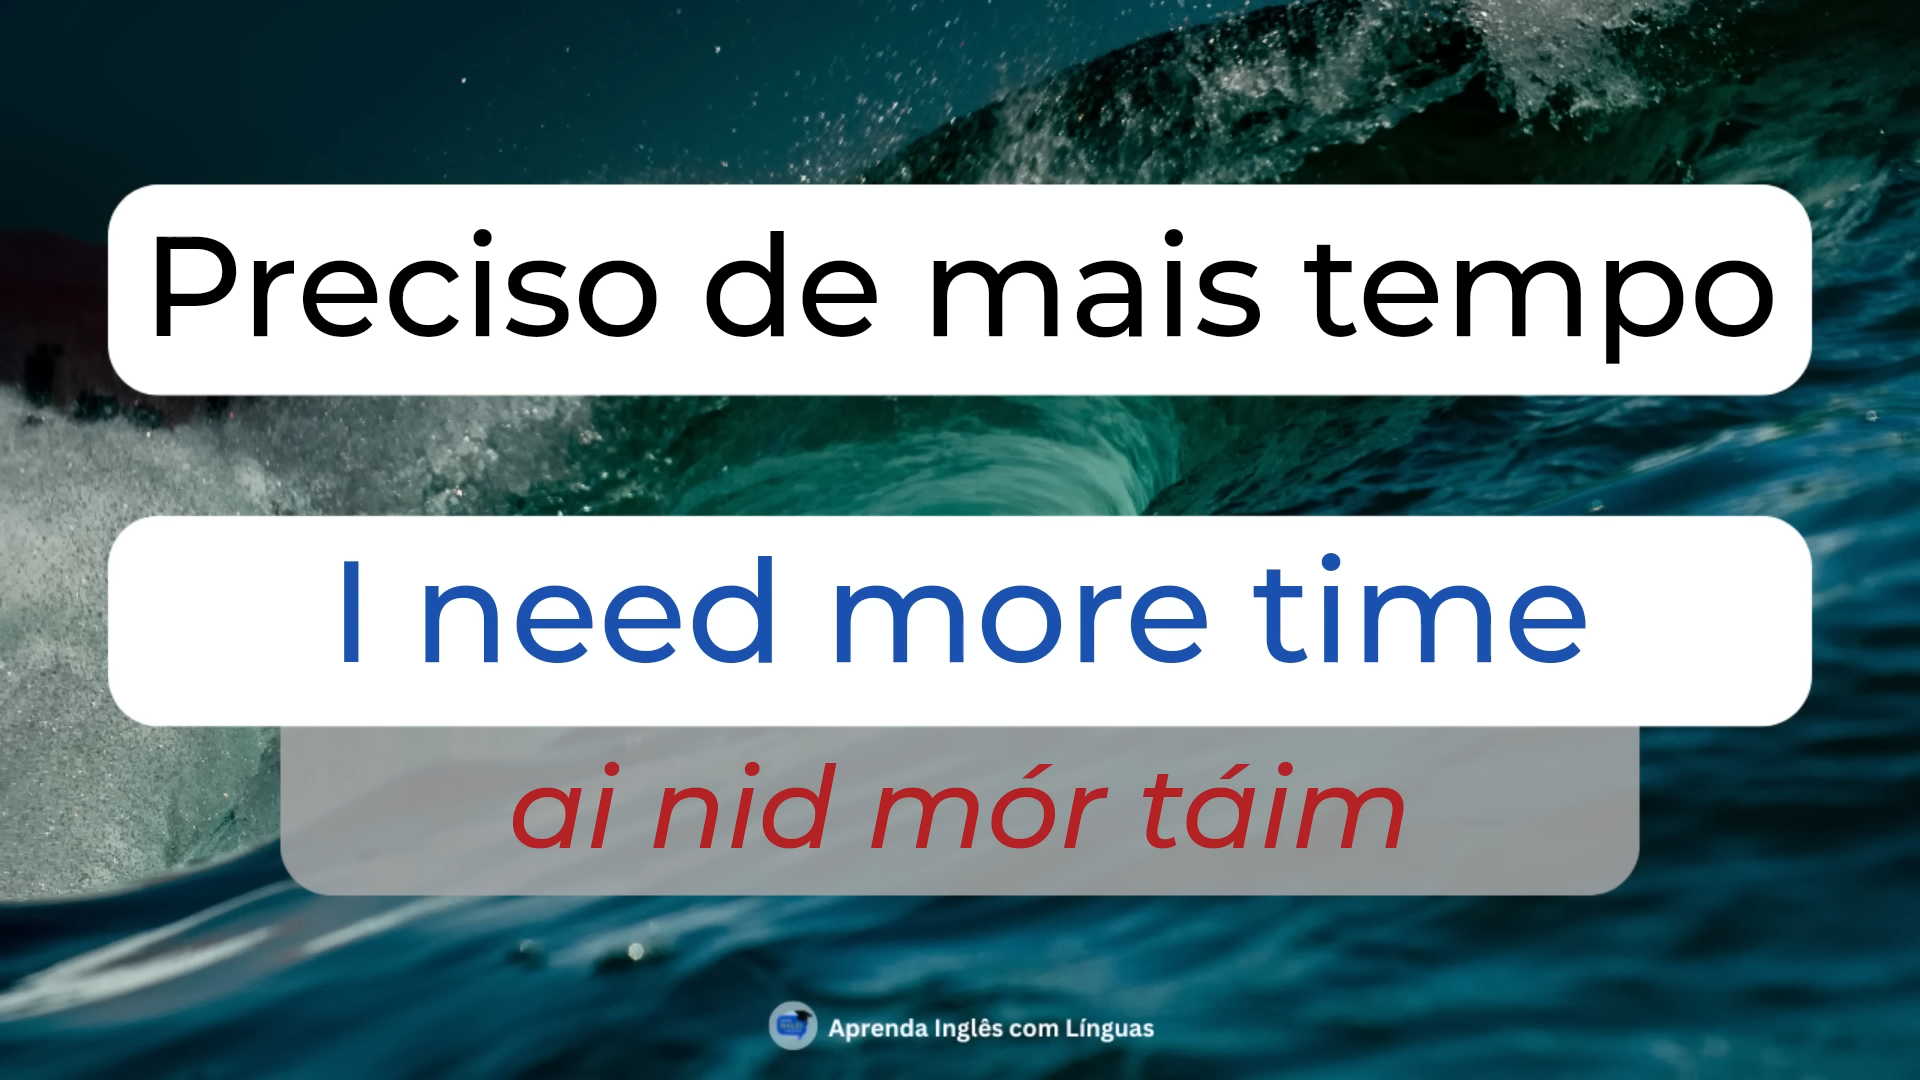 Preciso de mais tempo
I need more time
ai nid mór táim
Aprenda Inglês com Línguas